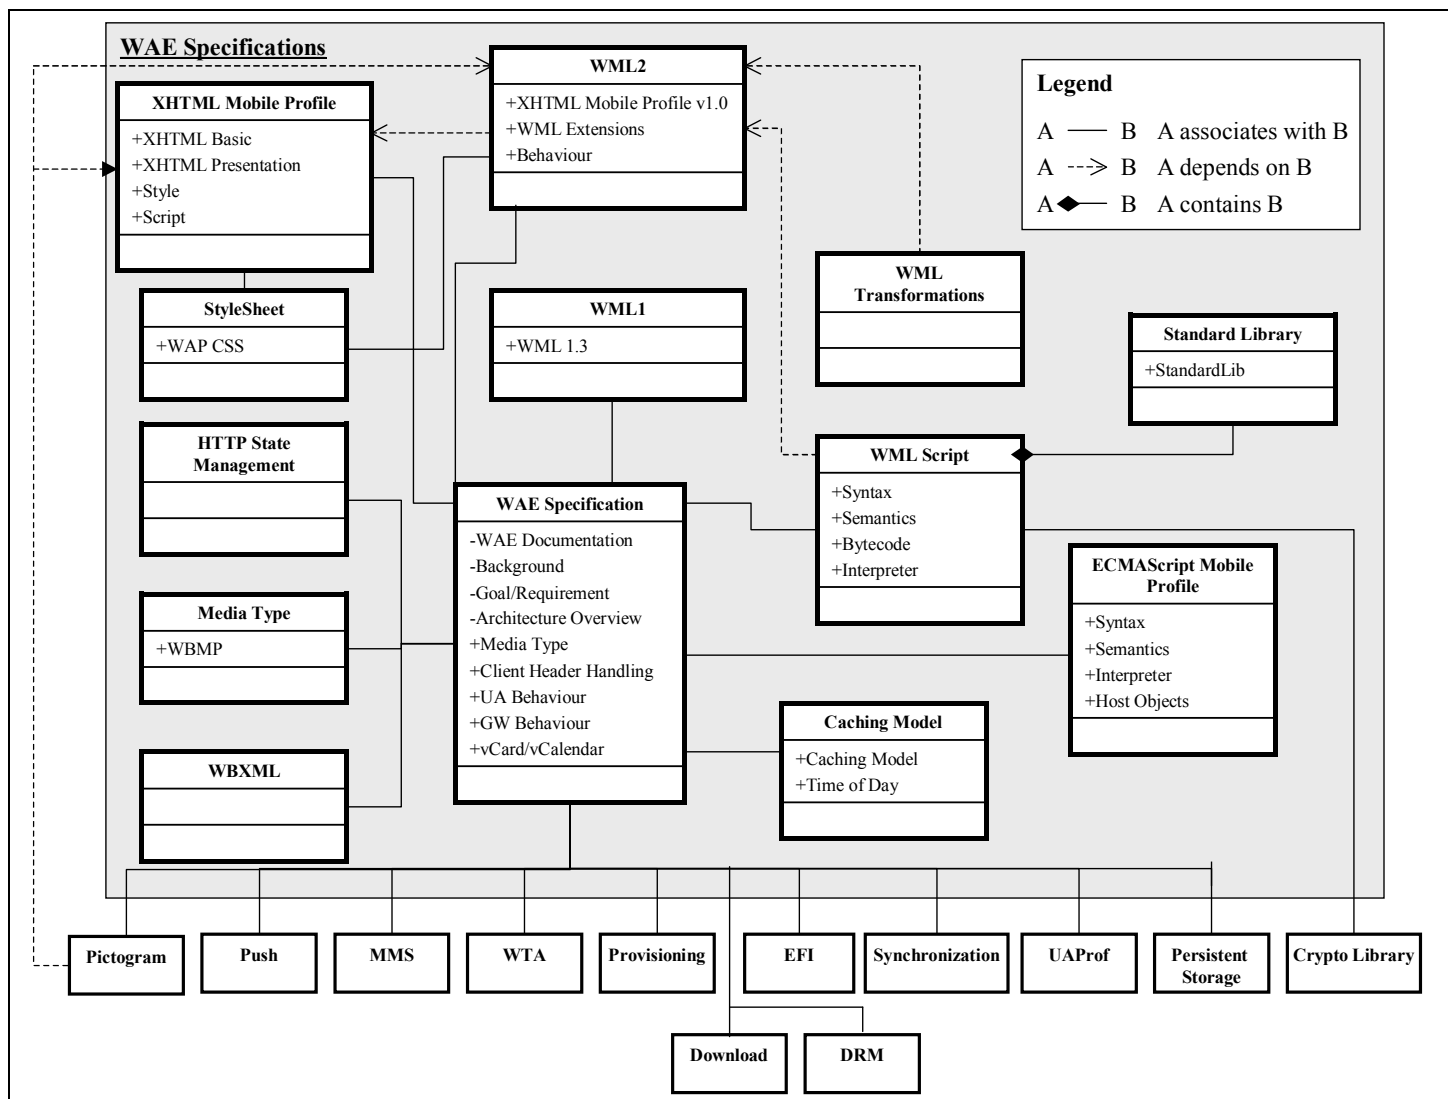 WAE Specifications
WML2
+XHTML Mobile Profile v1.0
+WML Extensions
+Behaviour
Legend
A B A associates with B
A B A depends on B
A B A contains B
XHTML Mobile Profile
+XHTML Basic
+XHTML Presentation
+Style
+Script
WML
Transformations
StyleSheet
+WAP CSS
WML1
+WML 1.3
Standard Library
+StandardLib
HTTP State
Management
WML Script
+Syntax
+Semantics
+Bytecode
+Interpreter
WAE Specification
-WAE Documentation
-Background
-Goal/Requirement
-Architecture Overview
+Media Type
+Client Header Handling
+UA Behaviour
+GW Behaviour
+vCard/vCalendar
ECMAScript Mobile
Profile
+Syntax
+Semantics
+Interpreter
+Host Objects
Media Type
+WBMP
Caching Model
+Caching Model
+Time of Day
WBXML
Pictogram
Push
MMS
WTA
Provisioning
EFI
Synchronization
UAProf
Persistent
Storage
Crypto Library
Download
DRM